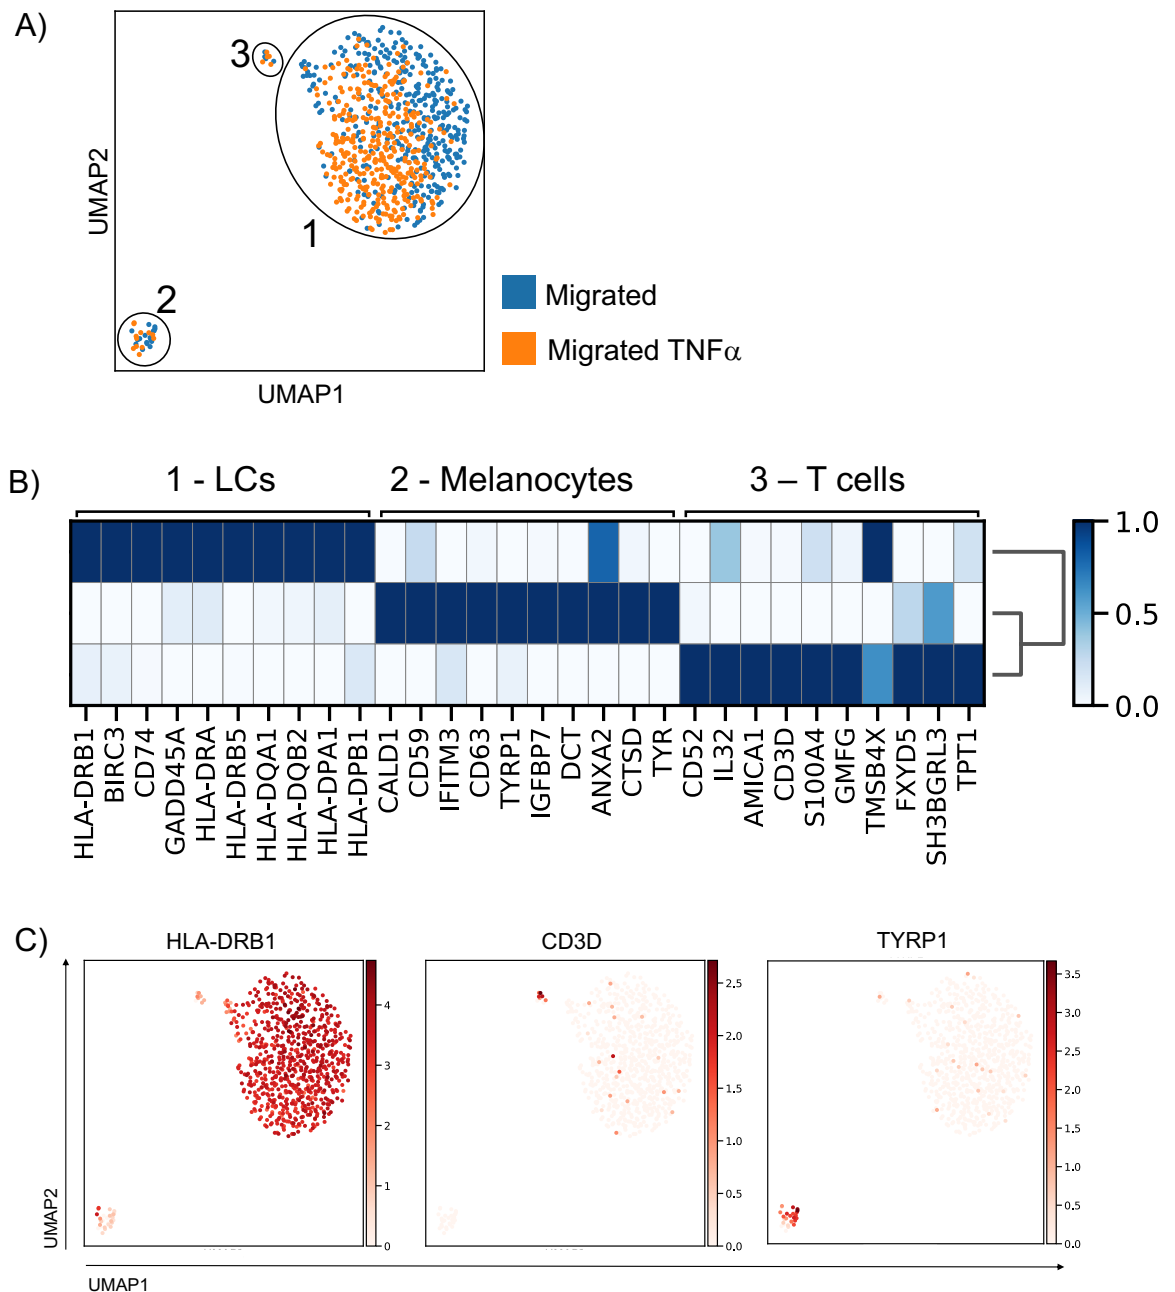 A)
3
1
2
UMAP2
UMAP1
Migrated
Migrated TNFα
B)
1 - LCs
2 - Melanocytes
3 – T cells
1.0
0.5
0.0
HLA-DRB1
BIRC3
CD74
GADD45A
HLA-DRA
HLA-DRB5
HLA-DQA1
HLA-DQB2
HLA-DPA1
HLA-DPB1
CALD1
CD59
IFITM3
CD63
TYRP1
IGFBP7
DCT
ANXA2
CTSD
TYR
CD52
IL32
AMICA1
CD3D
S100A4
GMFG
TMSB4X
FXYD5
SH3BGRL3
TPT1
C)
HLA-DRB1
4
3
2
1
0
CD3D
2.5
2.0
1.5
1.0
0.5
0.0
TYRP1
3.5
3.0
2.5
2.0
1.5
1.0
0.5
0.0
UMAP2
UMAP1